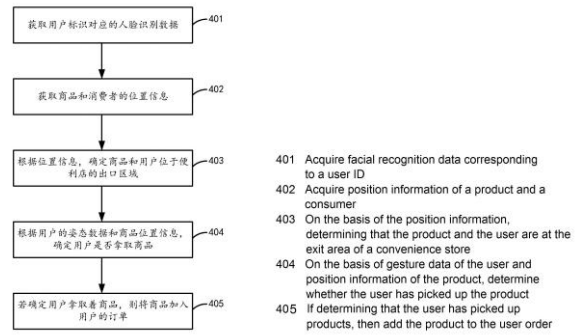 获取用户标识对应的人脸识别数据
401
获取商品和消费者的位置信息
402
根据位置信息，确定商品和用户位于便
利店的出口区域
403
根据用户的姿态数据和商品位置信息，
确定用户是否拿取商品
404
若确定用户拿取着商品，则将商品加入
用户的订单
405
401 Acquire facial recognition data corresponding
to a user ID
402 Acquire position information of a product and a
consumer
403 On the basis of the position information,
determining that the product and the user are at the
exit area of a convenience store
404 On the basis of gesture data of the user and
position information of the product, determine
whether the user has picked up the product
405 If determining that the user has picked up
products, then add the product to the user order